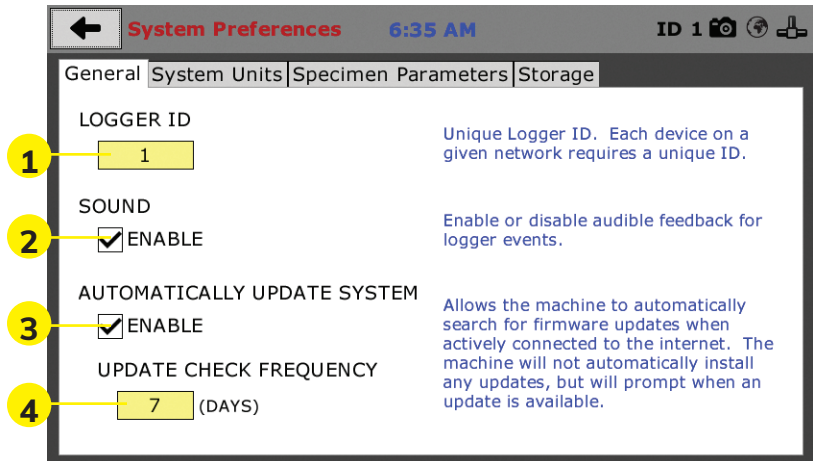 System Preferences 6:35 AM ID 1
General System Units Specimen Parameters Storage
LOGGER ID
1 1
Unique Logger ID. Each device on a
given network requires a unique ID.
SOUND
2 ENABLE
Enable or disable audible feedback for
logger events.
AUTOMATICALLY UPDATE SYSTEM
3 ENABLE
UPDATE CHECK FREQUENCY
4 7 (DAYS)
Allows the machine to automatically
search for firmware updates when
actively connected to the internet. The
machine will not automatically install
any updates, but will prompt when an
update is available.